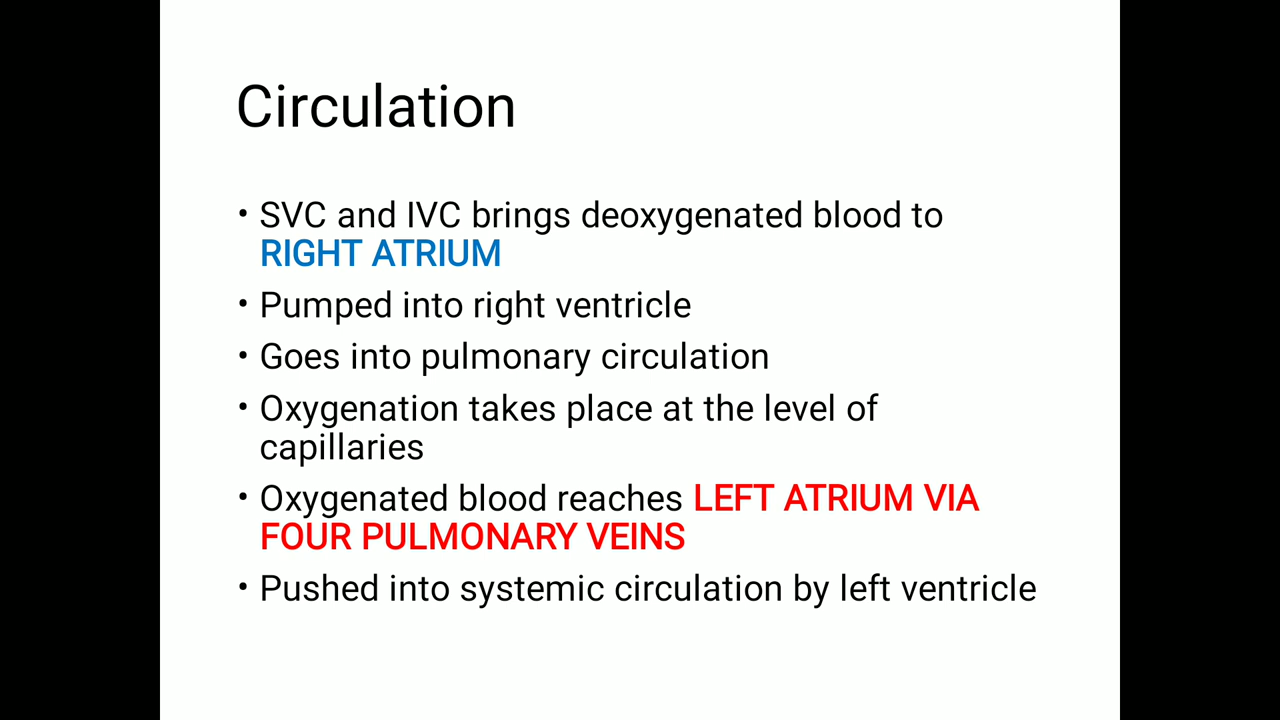 Circulation
• SVC and IVC brings deoxygenated blood to
RIGHT ATRIUM
• Pumped into right ventricle
• Goes into pulmonary circulation
• Oxygenation takes place at the level of
capillaries
• Oxygenated blood reaches LEFT ATRIUM VIA
FOUR PULMONARY VEINS
• Pushed into systemic circulation by left ventricle